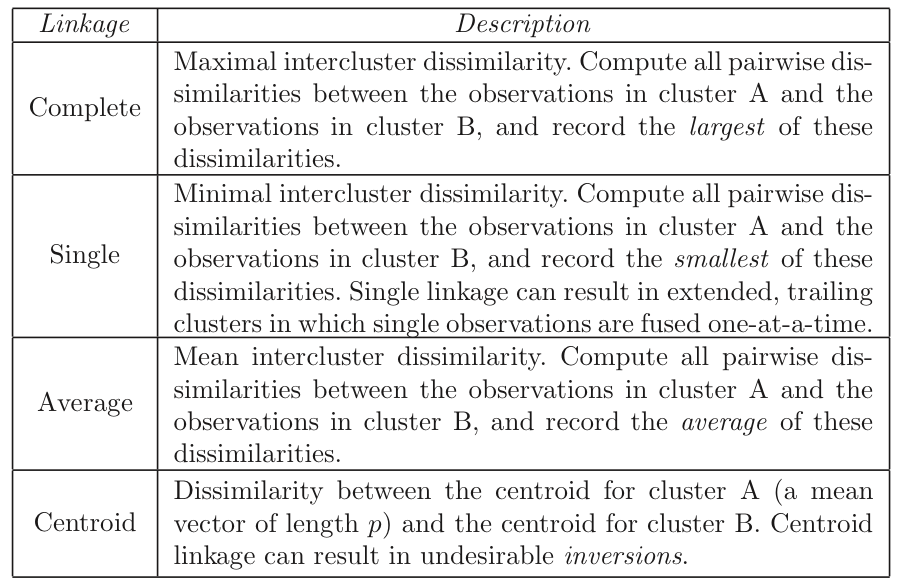 Linkage Description
Maximal intercluster dissimilarity. Compute all pairwise dis-
similarities between the observations in cluster A and the
Complete
observations in cluster B, and record the largest of these
dissimilarities.
Minimal intercluster dissimilarity. Compute all pairwise dis-
similarities between the observations in cluster A and the
Single
observations in cluster B, and record the smallest of these
dissimilarities. Single linkage can result in extended, trailing
clusters in which single observations are fused one-at-a-time.
Mean intercluster dissimilarity. Compute all pairwise dis-
similarities between the observations in cluster A and the
Average
observations in cluster B, and record the average of these
dissimilarities.
Dissimilarity between the centroid for cluster A (a mean
Centroid
vector of length p) and the centroid for cluster B. Centroid
linkage can result in undesirable inversions.